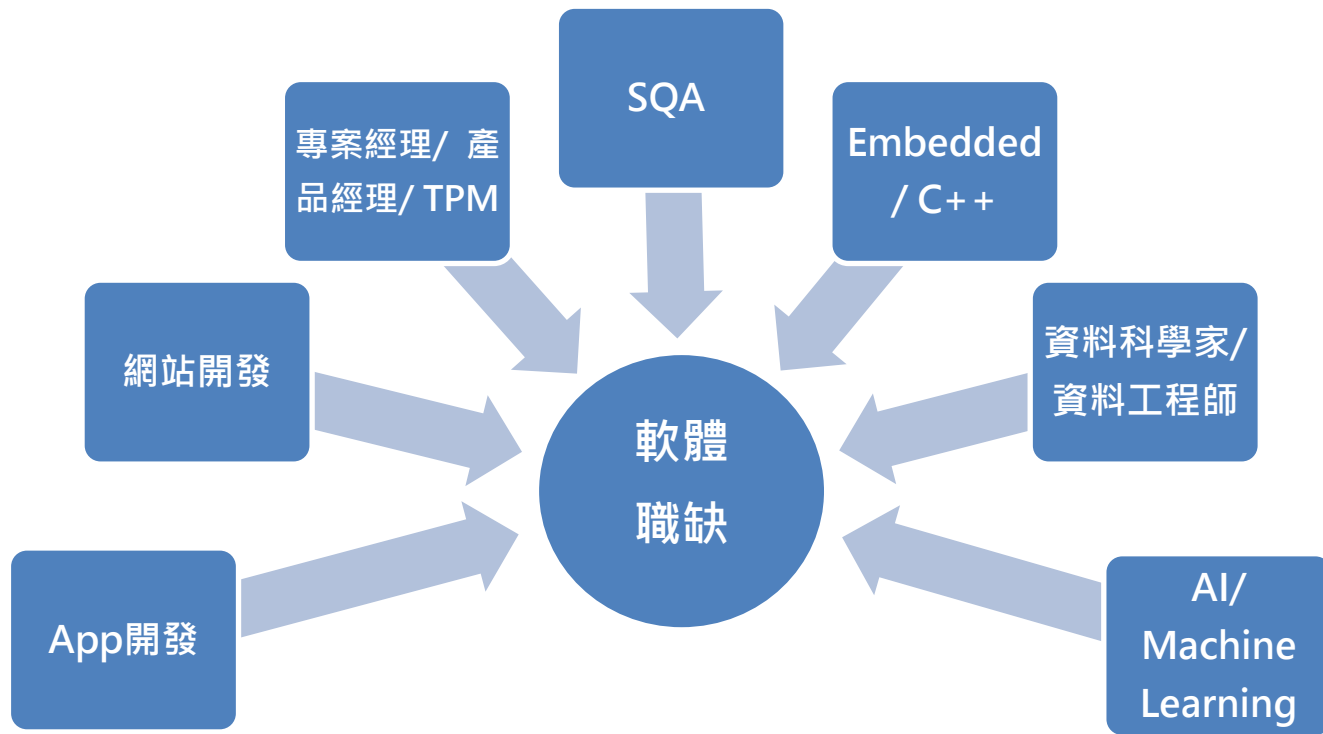 SQA
專案經理/ 產
品經理/ TPM
Embedded
/ C++
網站開發
資料科學家/
資料工程師
軟體
職缺
App開發
AI/
Machine
Learning